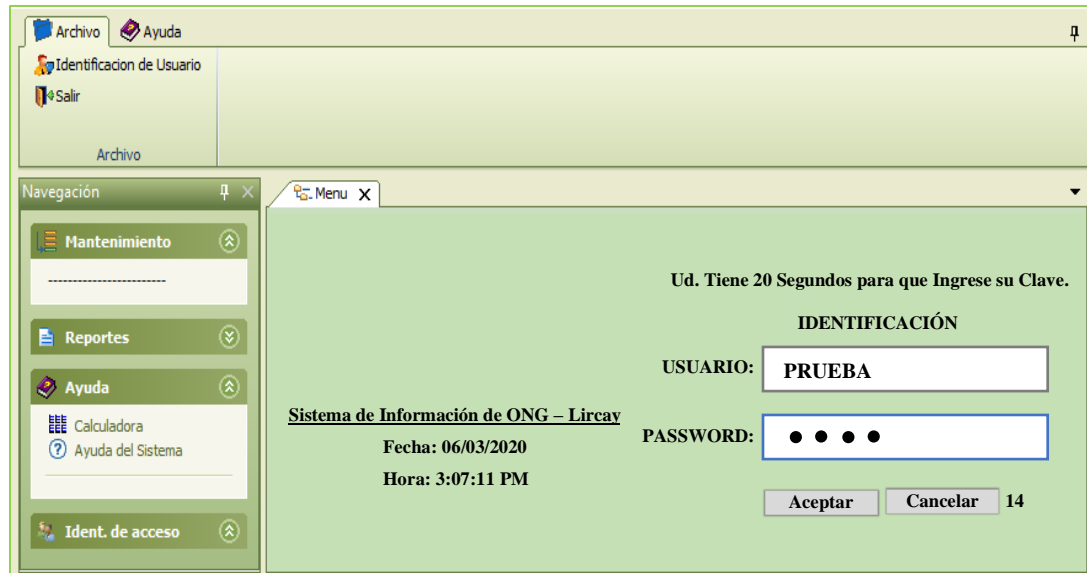 Archivo Ayuda
Identificacion de Usuario
Salir
Archivo
Navegación
Mantenimiento
-----------------------
Reportes
Ayuda
Calculadora
Ayuda del Sistema
Ident. de acceso
Menu X
Ud. Tiene 20 Segundos para que Ingrese su Clave.
IDENTIFICACIÓN
USUARIO: PRUEBA
PASSWORD: ● ● ● ●
Sistema de Información de ONG – Lircay
Fecha: 06/03/2020
Hora: 3:07:11 PM
Aceptar Cancelar 14